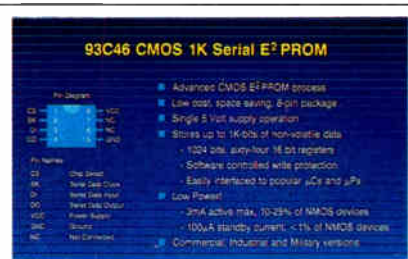 93C46 CMOS 1K Serial E² PROM
Pin Diagram
CS VCC
SK NC
DI NC
DO GND
Pin Names
CS Chip Select
SK Serial Data Clock
DI Serial Data Input
DO Serial Data Output
VCC Power Supply
GND Ground
NC Not Connected
Advanced CMOS E² PROM process
Low cost, space saving, 8-pin package
Single 5 Volt supply operation
Stores up to 1K-bits of non-volatile data
- 1024 bits, sixty-four 16 bit registers
- Software controlled write protection
- Easily interfaced to popular µCs and µPs
Low Power!
- 3mA active max, 10-25% of NMOS devices
- 100µA standby current, < 1% of NMOS devices
Commercial, Industrial and Military versions